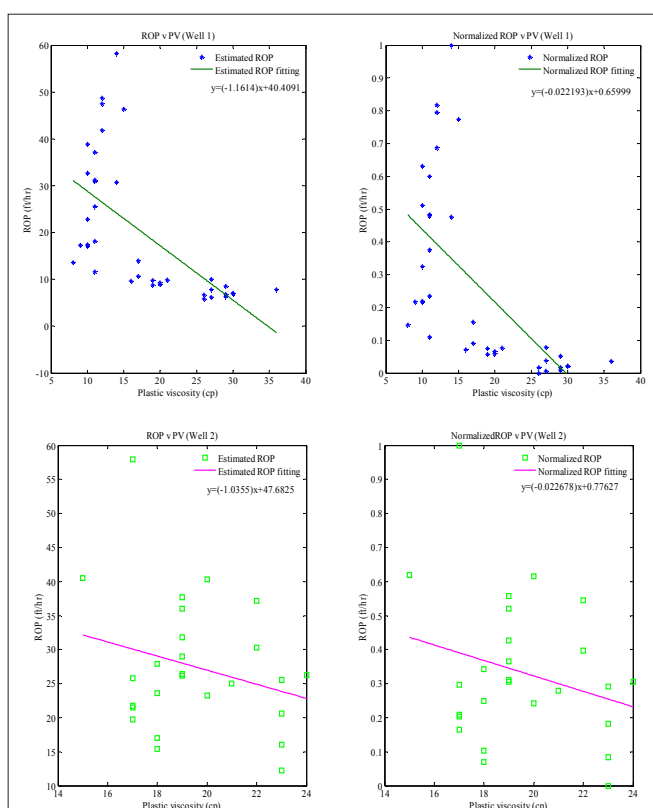 ROP v PV (Well 1)
60
50
40
30
20
10
0
-10
ROP (ft/hr)
Estimated ROP
Estimated ROP fitting
y=(-1.1614)x+40.4091
5 10 15 20 25 30 35 40
Plastic viscosity (cp)
Normalized ROP v PV (Well 1)
1
0.9
0.8
0.7
0.6
0.5
0.4
0.3
0.2
0.1
0
ROP (ft/hr)
Normalized ROP
Normalized ROP fitting
y=(-0.022193)x+0.65999
5 10 15 20 25 30 35 40
Plastic viscosity (cp)
ROP v PV (Well 2)
60
55
50
45
40
35
30
25
20
15
10
ROP (ft/hr)
Estimated ROP
Estimated ROP fitting
y=(-1.0355)x+47.6825
14 16 18 20 22 24
Plastic viscosity (cp)
NormalizedROP v PV (Well 2)
1
0.9
0.8
0.7
0.6
0.5
0.4
0.3
0.2
0.1
0
ROP (ft/hr)
Normalized ROP
Normalized ROP fitting
y=(-0.022678)x+0.77627
14 16 18 20 22 24
Plastic viscosity (cp)